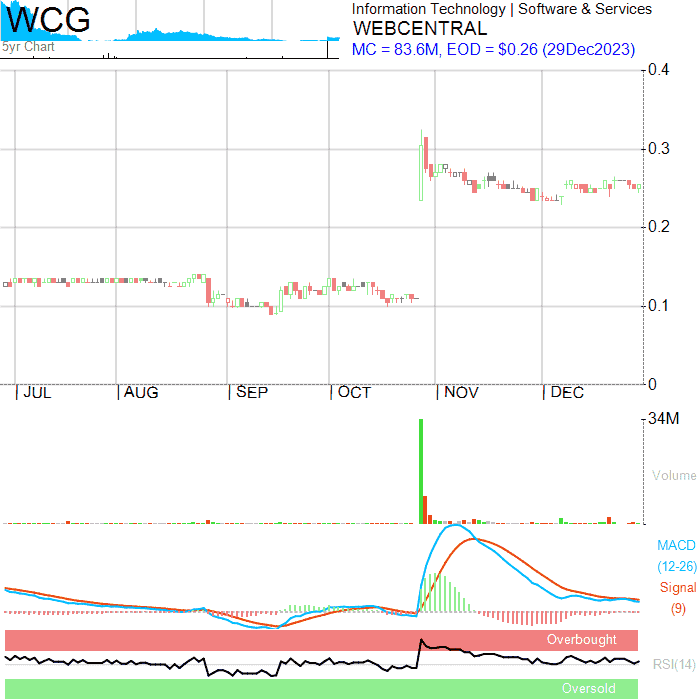 WCG
5yr Chart
Information Technology | Software & Services
WEBCENTRAL
MC = 83.6M, EOD = $0.26 (29Dec2023)
0.4
0.3
0.2
0.1
0
JUL AUG SEP OCT NOV DEC
34M
Volume
MACD
(12-26)
Signal
(9)
Overbought
RSI(14)
Oversold